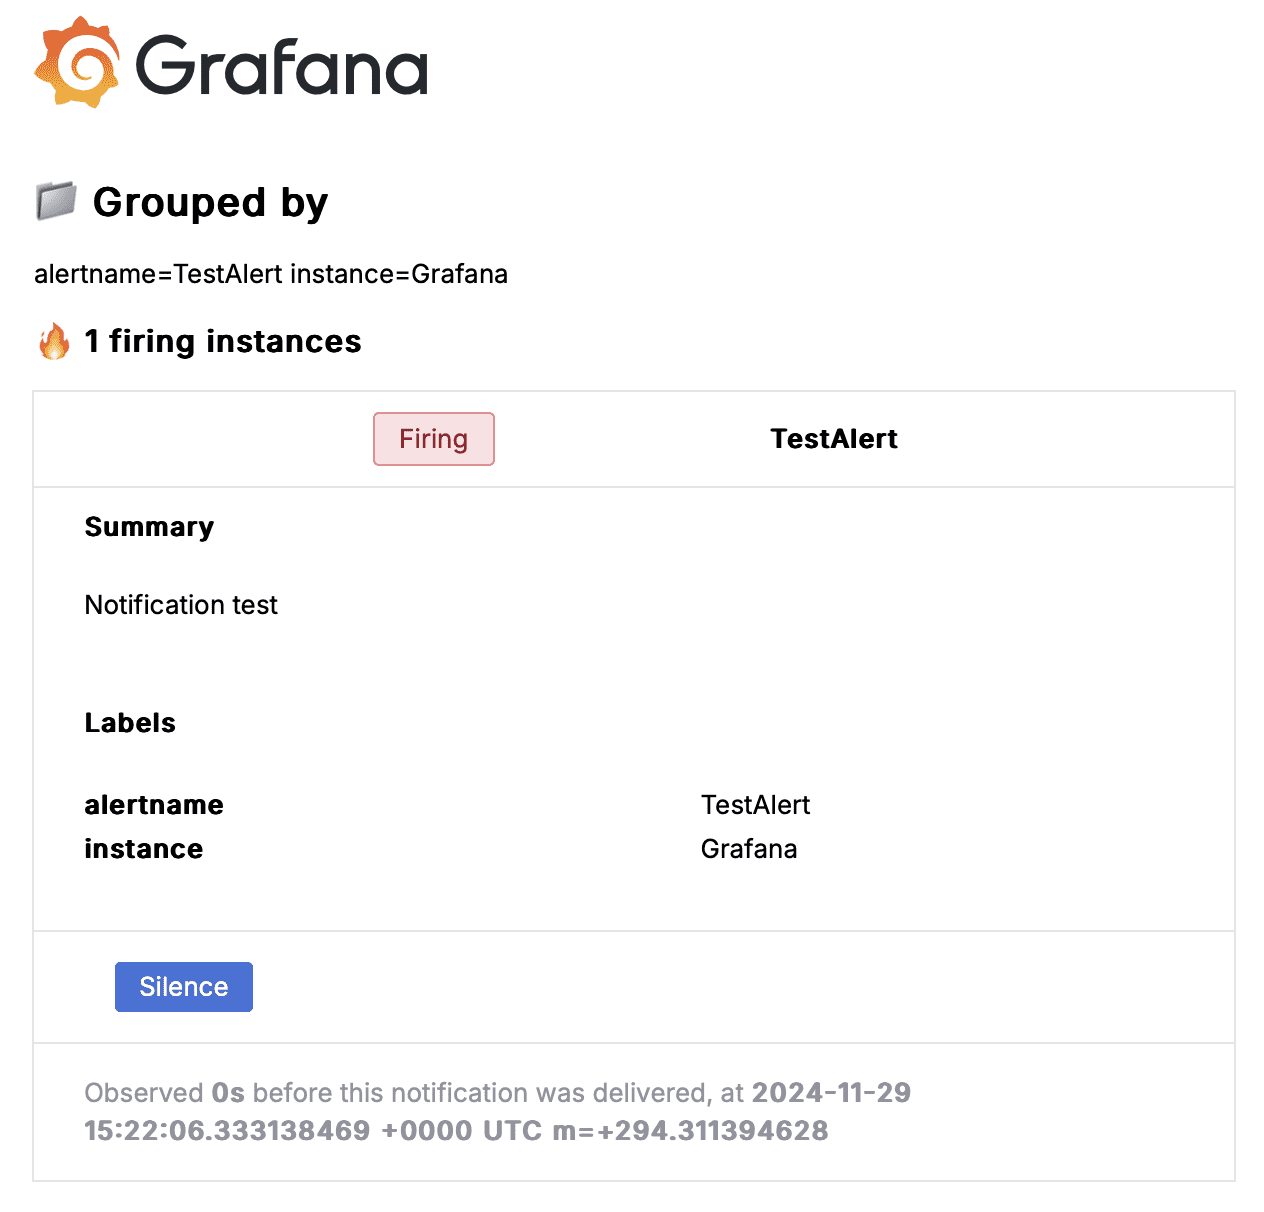 Grafana
Grouped by
alertname=TestAlert instance=Grafana
1 firing instances
Firing TestAlert
Summary
Notification test
Labels
alertname TestAlert
instance Grafana
Silence
Observed 0s before this notification was delivered, at 2024-11-29
15:22:06.333138469 +0000 UTC m=+294.311394628